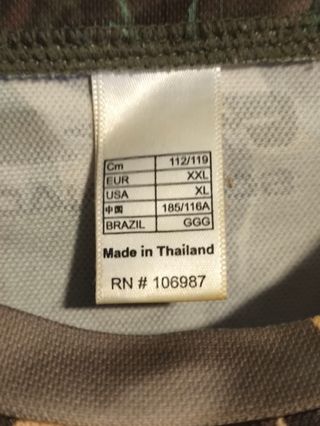 Cm 112/119
EUR XXL
USA XL
中国 185/116A
BRAZIL GGG
Made in Thailand
RN # 106987